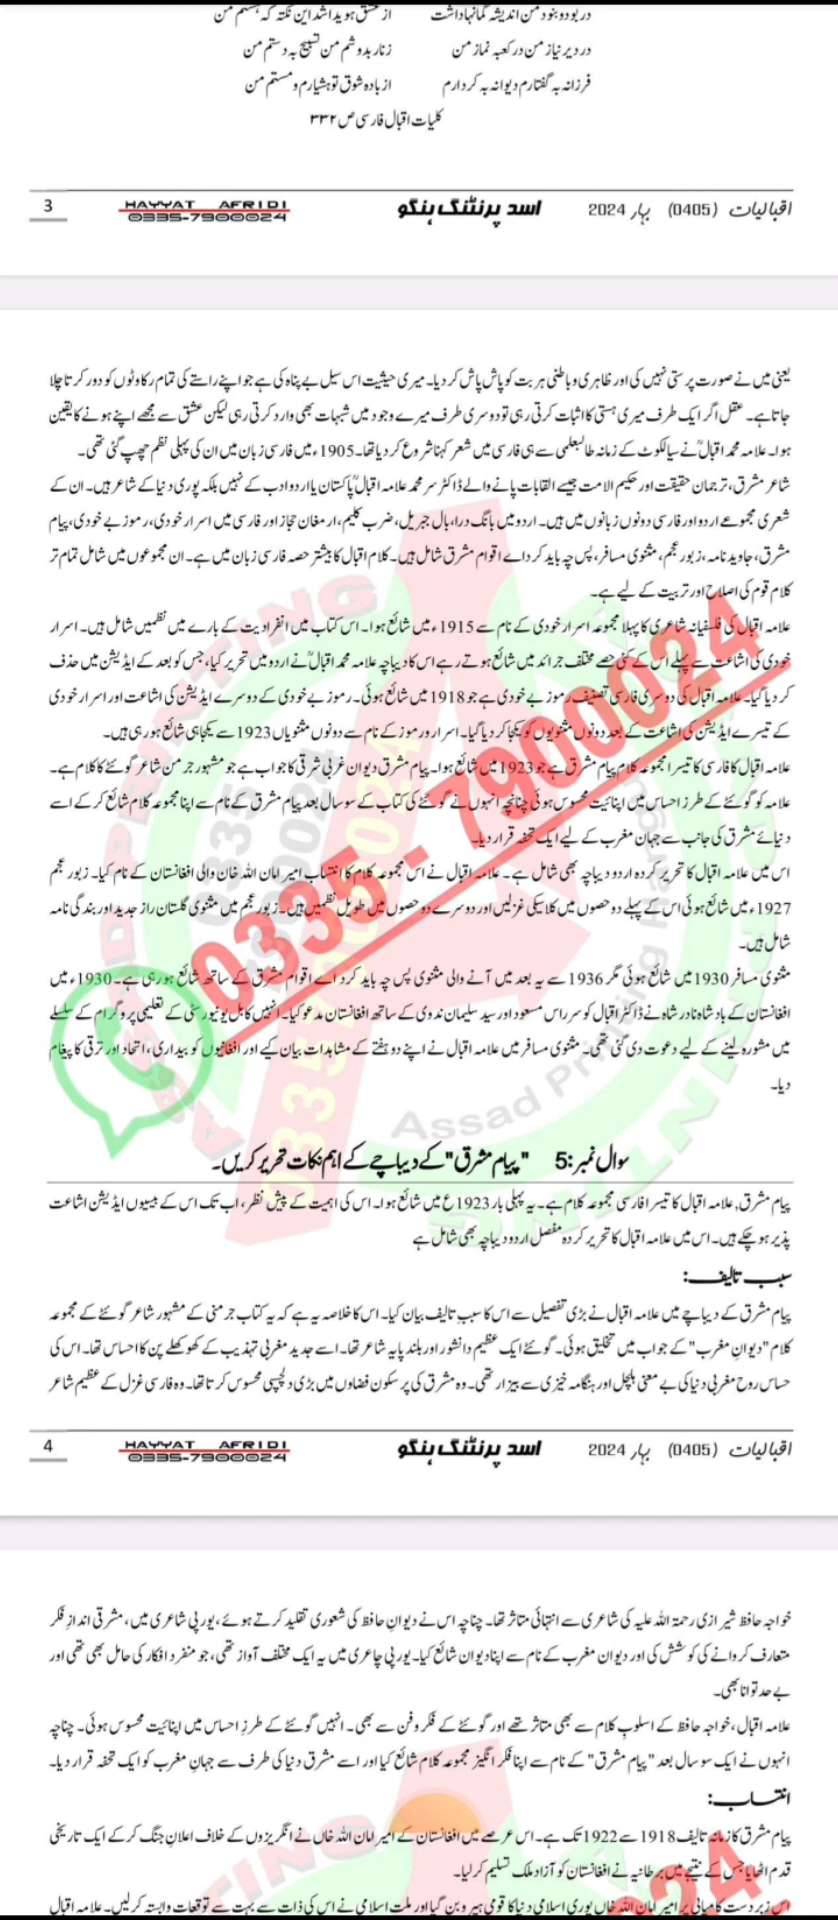 در بود و نبود من اندیشہ گمانہا داشت از عشق ہویدا شد این نکتہ کہ ہستم من
در دیر نیاز من در کعبہ نماز من زنار بدوشم من تسبیح بہ دستم من
فرزانہ بہ گفتارم دیوانہ بہ کردارم از بادہ شوق تو ہشیارم و مستم من
کلیات اقبال فارسی ص ۳۳۲
اقبالیات (0405) بہار 2024 اسد پرنٹنگ ہنگو HAYYAT AFRIDI 0335-7900024 3
یعنی میں نے صورت پرستی نہیں کی اور ظاہری و باطنی ہر بت کو پاش پاش کر دیا۔ میری حیثیت اس سیل بے پناہ کی ہے جو اپنے راستے کی تمام رکاوٹوں کو دور کرتا چلا
جاتا ہے۔ عقل اگر ایک طرف میری ہستی کا اثبات کرتی رہی تو دوسری طرف میرے وجود میں شبہات بھی وارد کرتی رہی لیکن عشق سے مجھے اپنے ہونے کا یقین
ہوا۔ علامہ محمد اقبالؒ نے سیالکوٹ کے زمانہ طالبعلمی سے ہی فارسی میں شعر کہنا شروع کر دیا تھا۔ 1905ء میں فارسی زبان میں ان کی پہلی نظم چھپ گئی تھی۔
شاعر مشرق، ترجمان حقیقت اور حکیم الامت جیسے القابات پانے والے ڈاکٹر سر محمد علامہ اقبالؒ پاکستان یا اردو ادب کے نہیں بلکہ پوری دنیا کے شاعر ہیں۔ ان کے
شعری مجموعے اردو اور فارسی دونوں زبانوں میں ہیں۔ اردو میں بانگ درا، بال جبریل، ضرب کلیم، ارمغان حجاز اور فارسی میں اسرار خودی، رموز بے خودی، پیام
مشرق، جاوید نامہ، زبور عجم، مثنوی مسافر، پس چہ باید کرد اے اقوام مشرق شامل ہیں۔ کلام اقبال کا بیشتر حصہ فارسی زبان میں ہے۔ ان مجموعوں میں شامل تمام تر
کلام قوم کی اصلاح اور تربیت کے لیے ہے۔
علامہ اقبال کی فلسفیانہ شاعری کا پہلا مجموعہ اسرار خودی کے نام سے 1915ء میں شائع ہوا۔ اس کتاب میں انفرادیت کے بارے میں نظمیں شامل ہیں۔ اسرار
خودی کی اشاعت سے پہلے اس کے کئی حصے مختلف جرائد میں شائع ہوتے رہے اس کا دیباچہ علامہ محمد اقبالؒ نے اردو میں تحریر کیا، جس کو بعد کے ایڈیشن میں حذف
کر دیا گیا۔ علامہ اقبال کی دوسری فارسی تصنیف رموز بے خودی ہے جو 1918 میں شائع ہوئی۔ رموز بے خودی کے دوسرے ایڈیشن کی اشاعت اور اسرار خودی
کے تیسرے ایڈیشن کی اشاعت کے بعد دونوں مثنویوں کو یکجا کر دیا گیا۔ اسرار و رموز کے نام سے دونوں مثنویاں 1923 سے یکجا ہی شائع ہو رہی ہیں۔
علامہ اقبال کا فارسی کا تیسرا مجموعہ کلام پیام مشرق ہے جو 1923 میں شائع ہوا۔ پیام مشرق دیوان غربی شرقی کا جواب ہے جو مشہور جرمن شاعر گوئٹے کا کلام ہے۔
علامہ کو گوئٹے کے طرز احساس میں اپنائیت محسوس ہوئی چنانچہ انہوں نے گوئٹے کی کتاب کے سو سال بعد پیام مشرق کے نام سے اپنا مجموعہ کلام شائع کر کے اسے
دنیائے مشرق کی جانب سے جہان مغرب کے لیے ایک تحفہ قرار دیا۔
اس میں علامہ اقبال کا تحریر کردہ اردو دیباچہ بھی شامل ہے۔ علامہ اقبال نے اس مجموعہ کلام کا انتساب امیر امان اللہ خان والی افغانستان کے نام کیا۔ زبور عجم
1927ء میں شائع ہوئی اس کے پہلے دو حصوں میں کلاسیکی غزلیں اور دوسرے دو حصوں میں طویل نظمیں ہیں۔ زبور عجم میں مثنوی گلستان راز جدید اور بندگی نامہ
شامل ہیں۔
مثنوی مسافر 1930 میں شائع ہوئی مگر 1936 سے یہ بعد میں آنے والی مثنوی پس چہ باید کرد اے اقوام مشرق کے ساتھ شائع ہو رہی ہے۔ 1930ء میں
افغانستان کے بادشاہ نادر شاہ نے ڈاکٹر اقبال کو سر راس مسعود اور سید سلیمان ندوی کے ساتھ افغانستان مدعو کیا۔ انہیں کابل یونیورسٹی کے تعلیمی پروگرام کے سلسلے
میں مشورہ لینے کے لیے دعوت دی گئی تھی۔ مثنوی مسافر میں علامہ اقبال نے اپنے دو ہفتے کے مشاہدات بیان کیے اور افغانیوں کو بیداری، اتحاد اور ترقی کا پیغام
دیا۔
0335 - 7900024
Assad Printing
سوال نمبر:5 "پیام مشرق" کے دیباچے کے اہم نکات تحریر کریں۔
پیام مشرق, علامہ اقبال کا تیسرا فارسی مجموعہ کلام ہے۔ یہ پہلی بار 1923ع میں شائع ہوا۔ اس کی اہمیت کے پیش نظر، اب تک اس کے بیسیوں ایڈیشن اشاعت
پذیر ہو چکے ہیں۔ اس میں علامہ اقبال کا تحریر کردہ مفصل اردو دیباچہ بھی شامل ہے
سبب تالیف:
پیام مشرق کے دیباچے میں علامہ اقبال نے بڑی تفصیل سے اس کا سبب تالیف بیان کیا۔ اس کا خلاصہ یہ ہے کہ یہ کتاب جرمنی کے مشہور شاعر گوئٹے کے مجموعہ
کلام "دیوانِ مغرب" کے جواب میں تخلیق ہوئی۔ گوئٹے ایک عظیم دانشور اور بلند پایہ شاعر تھا۔ اسے جدید مغربی تہذیب کے کھوکھلے پن کا احساس تھا۔ اس کی
حساس روح مغربی دنیا کی بے معنی ہلچل اور ہنگامہ خیزی سے بیزار تھی۔ وہ مشرق کی پر سکون فضاوں میں بڑی دلچسپی محسوس کرتا تھا۔ وہ فارسی غزل کے عظیم شاعر
اقبالیات (0405) بہار 2024 اسد پرنٹنگ ہنگو HAYYAT AFRIDI 0335-7900024 4
خواجہ حافظ شیرازی رحمۃ اللہ علیہ کی شاعری سے انتہائی متاثر تھا۔ چناچہ اس نے دیوانِ حافظ کی شعوری تقلید کرتے ہوئے، یورپی شاعری میں، مشرقی اندازِ فکر
متعارف کروانے کی کوشش کی اور دیوان مغرب کے نام سے اپنا دیوان شائع کیا۔ یورپی چاعری میں یہ ایک مختلف آواز تھی، جو منفرد افکار کی حامل بھی تھی اور
بے حد توانا بھی۔
علامہ اقبال، خواجہ حافظ کے اسلوبِ کلام سے بھی متاثر تھے اور گوئٹے کے فکر و فن سے بھی۔ انہیں گوئٹے کے طرزِ احساس میں اپنائیت محسوس ہوئی۔ چناچہ
انہوں نے ایک سو سال بعد "پیام مشرق" کے نام سے اپنا فکر انگیز مجموعہ کلام شائع کیا اور اسے مشرق دنیا کی طرف سے جہانِ مغرب کو ایک تحفہ قرار دیا۔
انتساب:
پیام مشرق کا زمانہ تالیف 1918 سے 1922 تک ہے۔ اس عرصے میں افغانستان کے امیر امان اللہ خاں نے انگریزوں کے خلاف اعلانِ جنگ کر کے ایک تاریخی
قدم اٹھایا جس کے نتیجے میں برطانیہ نے افغانستان کو آزاد ملک تسلیم کر لیا۔
اس زبردست کامیابی پر امیر امان اللہ خاں پوری اسلامی دنیا کا قومی ہیرو بن گیا اور ملت اسلامی نے اس کی ذات سے بہت سے توقعات وابستہ کر لیں۔ علامہ اقبال